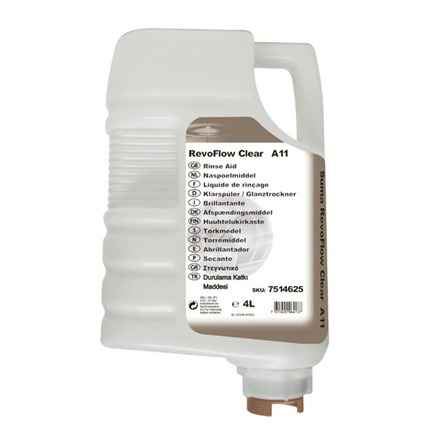 RevoFlow Clear A11
GB Rinse Aid
NL Naspoelmiddel
F Liquide de rinçage
D Klarspüler / Glanztrockner
I Brillantante
DK Afspændingsmiddel
FIN Huuhtelukirkaste
S Torkmedel
N Tørremiddel
E Abrillantador
P Secante
GR Στεγνωτικό
TR Durulama Katkı
Maddesi
SKU: 7514625
e 4L
Suma RevoFlow Clear A11